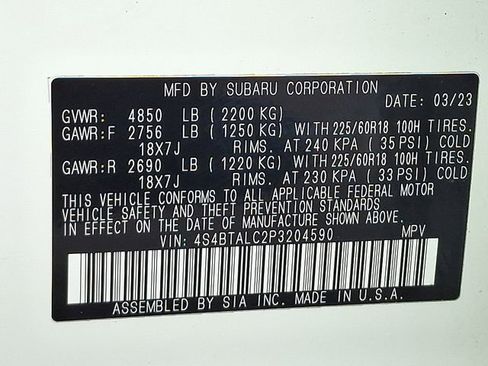 MFD BY SUBARU CORPORATION
DATE: 03/23
GVWR: 4850 LB (2200 KG)
GAWR:F 2756 LB (1250 KG) WITH 225/60R18 100H TIRES.
18X7J RIMS. AT 240 KPA (35 PSI) COLD
GAWR:R 2690 LB (1220 KG) WITH 225/60R18 100H TIRES.
18X7J RIMS. AT 230 KPA (33 PSI) COLD
THIS VEHICLE CONFORMS TO ALL APPLICABLE FEDERAL MOTOR
VEHICLE SAFETY AND THEFT PREVENTION STANDARDS
IN EFFECT ON THE DATE OF MANUFACTURE SHOWN ABOVE.
VIN: 4S4BTALC2P3204590 MPV
ASSEMBLED BY SIA INC. MADE IN U.S.A.